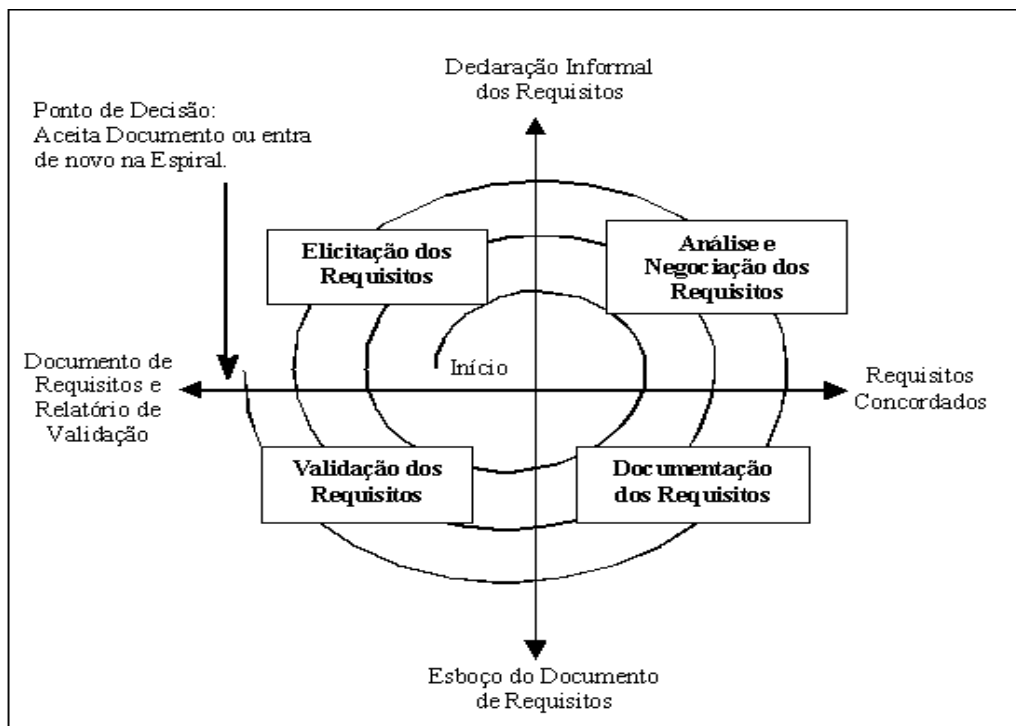 Declaração Informal
dos Requisitos
Ponto de Decisão:
Aceita Documento ou entra
de novo na Espiral.
Elicitação dos
Requisitos
Análise e
Negociação dos
Requisitos
Início
Documento de
Requisitos e
Relatório de
Validação
Requisitos
Concordados
Validação dos
Requisitos
Documentação
dos Requisitos
Esboço do Documento
de Requisitos